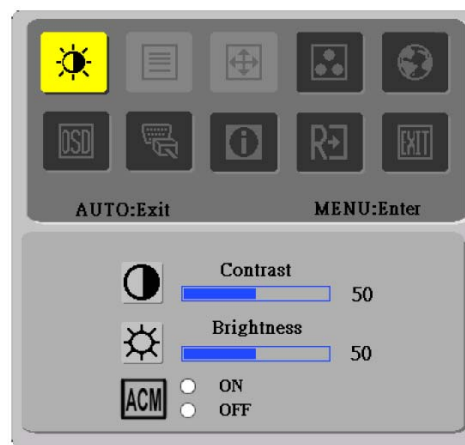 OSD
R
EXIT
AUTO:Exit MENU:Enter
Contrast
50
Brightness
50
ACM ON
OFF